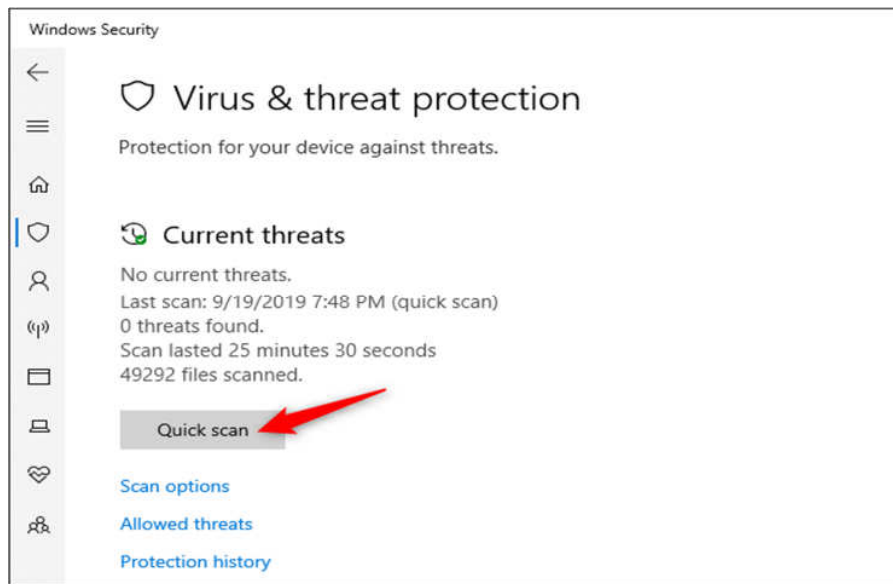 Windows Security
Virus & threat protection
Protection for your device against threats.
Current threats
No current threats.
Last scan: 9/19/2019 7:48 PM (quick scan)
0 threats found.
Scan lasted 25 minutes 30 seconds
49292 files scanned.
Quick scan
Scan options
Allowed threats
Protection history